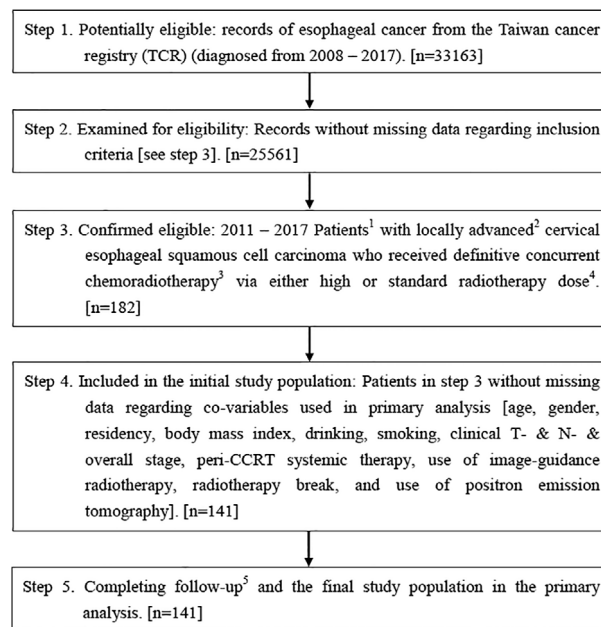 Step 1. Potentially eligible: records of esophageal cancer from the Taiwan cancer
registry (TCR) (diagnosed from 2008 – 2017). [n=33163]
Step 2. Examined for eligibility: Records without missing data regarding inclusion
criteria [see step 3]. [n=25561]
Step 3. Confirmed eligible: 2011 – 2017 Patients¹ with locally advanced² cervical
esophageal squamous cell carcinoma who received definitive concurrent
chemoradiotherapy³ via either high or standard radiotherapy dose⁴.
[n=182]
Step 4. Included in the initial study population: Patients in step 3 without missing
data regarding co-variables used in primary analysis [age, gender,
residency, body mass index, drinking, smoking, clinical T- & N- &
overall stage, peri-CCRT systemic therapy, use of image-guidance
radiotherapy, radiotherapy break, and use of positron emission
tomography]. [n=141]
Step 5. Completing follow-up⁵ and the final study population in the primary
analysis. [n=141]